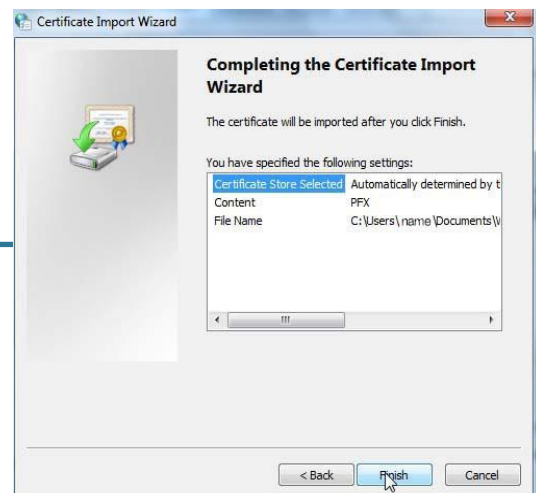 Certificate Import Wizard
Completing the Certificate Import
Wizard
The certificate will be imported after you click Finish.
You have specified the following settings:
Certificate Store Selected Automatically determined by t
Content PFX
File Name C:\Users\name\Documents\
< Back Finish Cancel